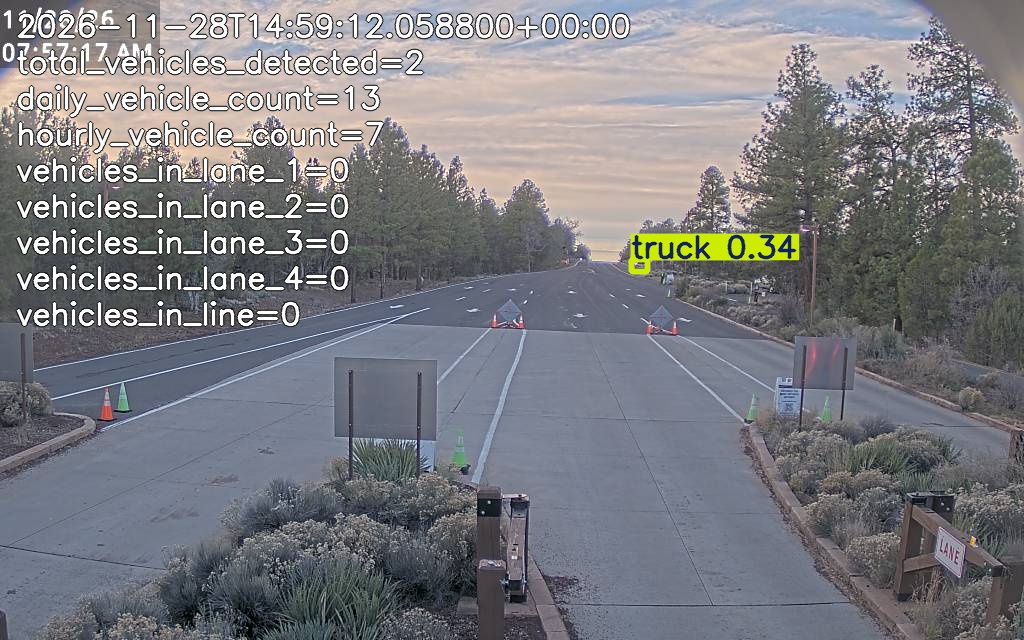 2026-11-28T14:59:12.058800+00:00
07:57:17 AM
total_vehicles_detected=2
daily_vehicle_count=13
hourly_vehicle_count=7
vehicles_in_lane_1=0
vehicles_in_lane_2=0
vehicles_in_lane_3=0
vehicles_in_lane_4=0
vehicles_in_line=0
truck 0.34
LANE